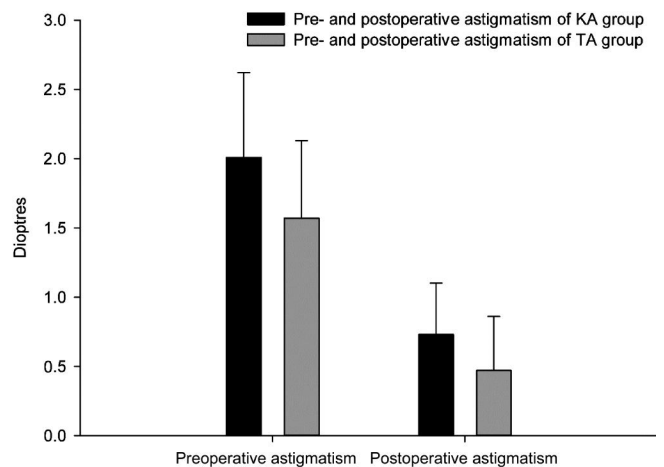 Pre- and postoperative astigmatism of KA group
Pre- and postoperative astigmatism of TA group
3.0
2.5
2.0
1.5
1.0
0.5
0.0
Dioptres
Preoperative astigmatism
Postoperative astigmatism